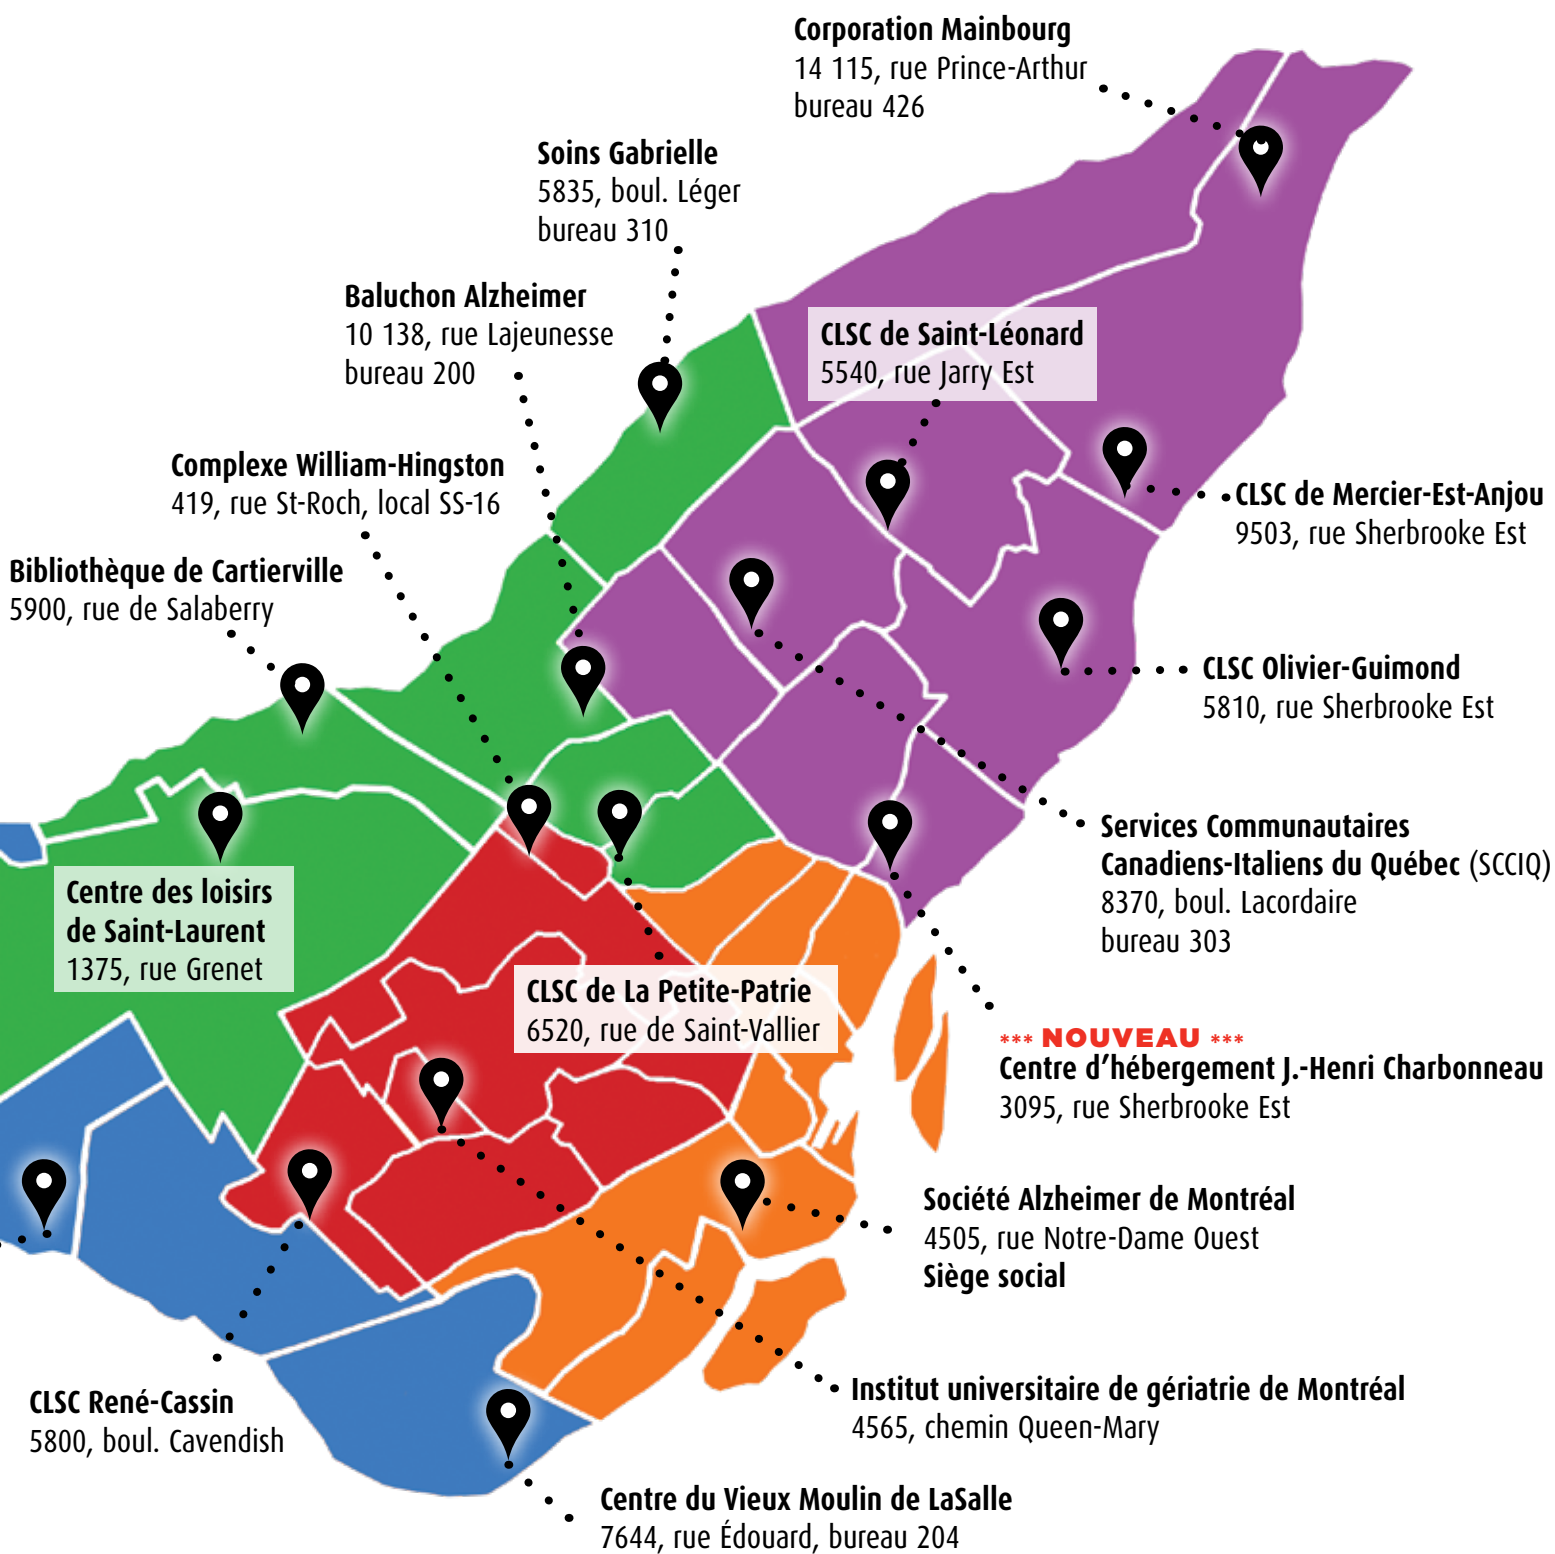 Corporation Mainbourg
14 115, rue Prince-Arthur
bureau 426
Soins Gabrielle
5835, boul. Léger
bureau 310
Baluchon Alzheimer
10 138, rue Lajeunesse
bureau 200
CLSC de Saint-Léonard
5540, rue Jarry Est
Complexe William-Hingston
419, rue St-Roch, local SS-16
CLSC de Mercier-Est-Anjou
9503, rue Sherbrooke Est
Bibliothèque de Cartierville
5900, rue de Salaberry
CLSC Olivier-Guimond
5810, rue Sherbrooke Est
Services Communautaires
Canadiens-Italiens du Québec (SCCIQ)
8370, boul. Lacordaire
bureau 303
Centre des loisirs
de Saint-Laurent
1375, rue Grenet
CLSC de La Petite-Patrie
6520, rue de Saint-Vallier
*** NOUVEAU ***
Centre d'hébergement J.-Henri Charbonneau
3095, rue Sherbrooke Est
Société Alzheimer de Montréal
4505, rue Notre-Dame Ouest
Siège social
CLSC René-Cassin
5800, boul. Cavendish
Institut universitaire de gériatrie de Montréal
4565, chemin Queen-Mary
Centre du Vieux Moulin de LaSalle
7644, rue Édouard, bureau 204